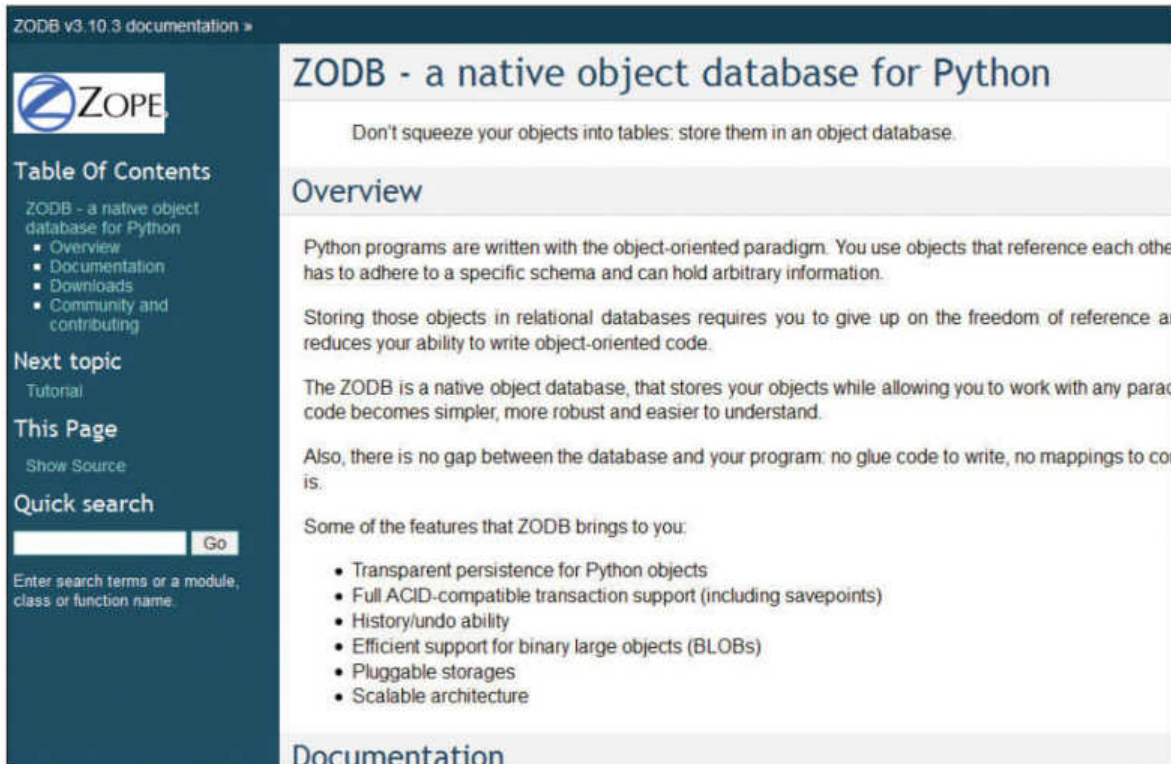 ZODB v3.10.3 documentation »
ZOPE
Table Of Contents
ZODB - a native object
database for Python
Overview
Documentation
Downloads
Community and
contributing
Next topic
Tutorial
This Page
Show Source
Quick search
Go
Enter search terms or a module,
class or function name.
ZODB - a native object database for Python
Don't squeeze your objects into tables: store them in an object database.
Overview
Python programs are written with the object-oriented paradigm. You use objects that reference each othe
has to adhere to a specific schema and can hold arbitrary information.
Storing those objects in relational databases requires you to give up on the freedom of reference a
reduces your ability to write object-oriented code.
The ZODB is a native object database, that stores your objects while allowing you to work with any parad
code becomes simpler, more robust and easier to understand.
Also, there is no gap between the database and your program: no glue code to write, no mappings to co
is.
Some of the features that ZODB brings to you:
• Transparent persistence for Python objects
• Full ACID-compatible transaction support (including savepoints)
• History/undo ability
• Efficient support for binary large objects (BLOBs)
• Pluggable storages
• Scalable architecture
Documentation